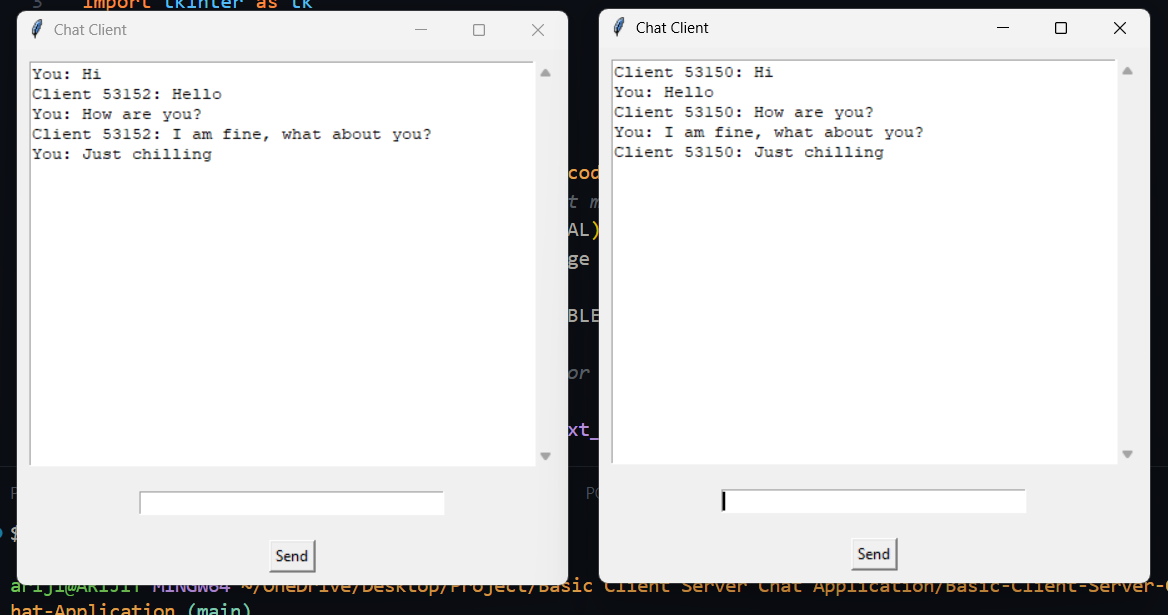 import tkinter as tk
Chat Client
You: Hi
Client 53152: Hello
You: How are you?
Client 53152: I am fine, what about you?
You: Just chilling
Send
Chat Client
Client 53150: Hi
You: Hello
Client 53150: How are you?
You: I am fine, what about you?
Client 53150: Just chilling
Send
cod
t m
AL)
ge
BLE
or
xt_
$
ariji@ARIJIT MINGW64 ~/OneDrive/Desktop/Project/Basic Client Server Chat Application/Basic-Client-Server-C
hat-Application (main)